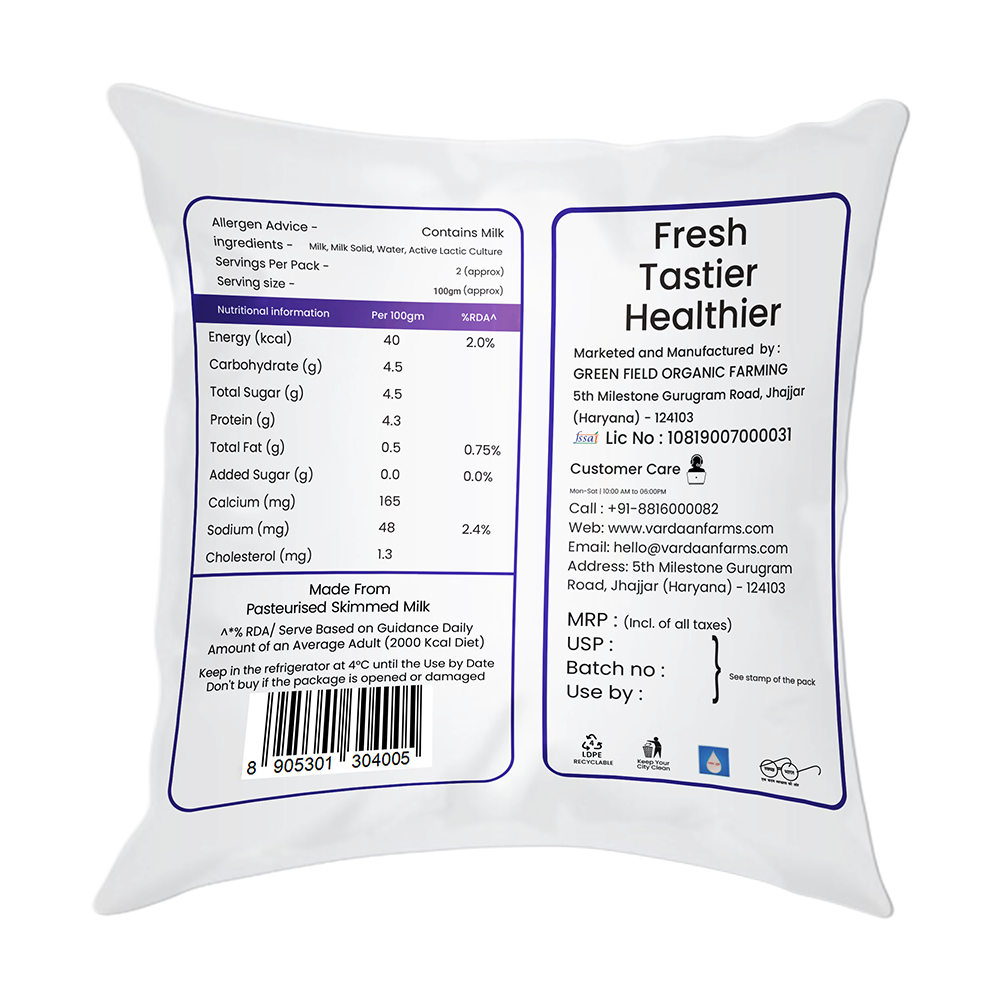 Allergen Advice - Contains Milk
ingredients - Milk, Milk Solid, Water, Active Lactic Culture
Servings Per Pack - 2 (approx)
Serving size - 100gm (approx)
Nutritional information Per 100gm %RDA^
Energy (kcal) 40 2.0%
Carbohydrate (g) 4.5
Total Sugar (g) 4.5
Protein (g) 4.3
Total Fat (g) 0.5 0.75%
Added Sugar (g) 0.0 0.0%
Calcium (mg) 165
Sodium (mg) 48 2.4%
Cholesterol (mg) 1.3
Made From
Pasteurised Skimmed Milk
^*% RDA/ Serve Based on Guidance Daily
Amount of an Average Adult (2000 Kcal Diet)
Keep in the refrigerator at 4°C until the Use by Date
Don't buy if the package is opened or damaged
8 905301 304005
Fresh
Tastier
Healthier
Marketed and Manufactured by :
GREEN FIELD ORGANIC FARMING
5th Milestone Gurugram Road, Jhajjar
(Haryana) - 124103
fssai Lic No : 10819007000031
Customer Care
Mon-Sat | 10:00 AM to 06:00PM
Call : +91-8816000082
Web: www.vardaanfarms.com
Email: hello@vardaanfarms.com
Address: 5th Milestone Gurugram
Road, Jhajjar (Haryana) - 124103
MRP : (Incl. of all taxes)
USP :
Batch no :
Use by :
See stamp of the pack
4
LDPE
RECYCLABLE
Keep Your
City Clean
स्वच्छ भारत
एक कदम स्वच्छता की ओर